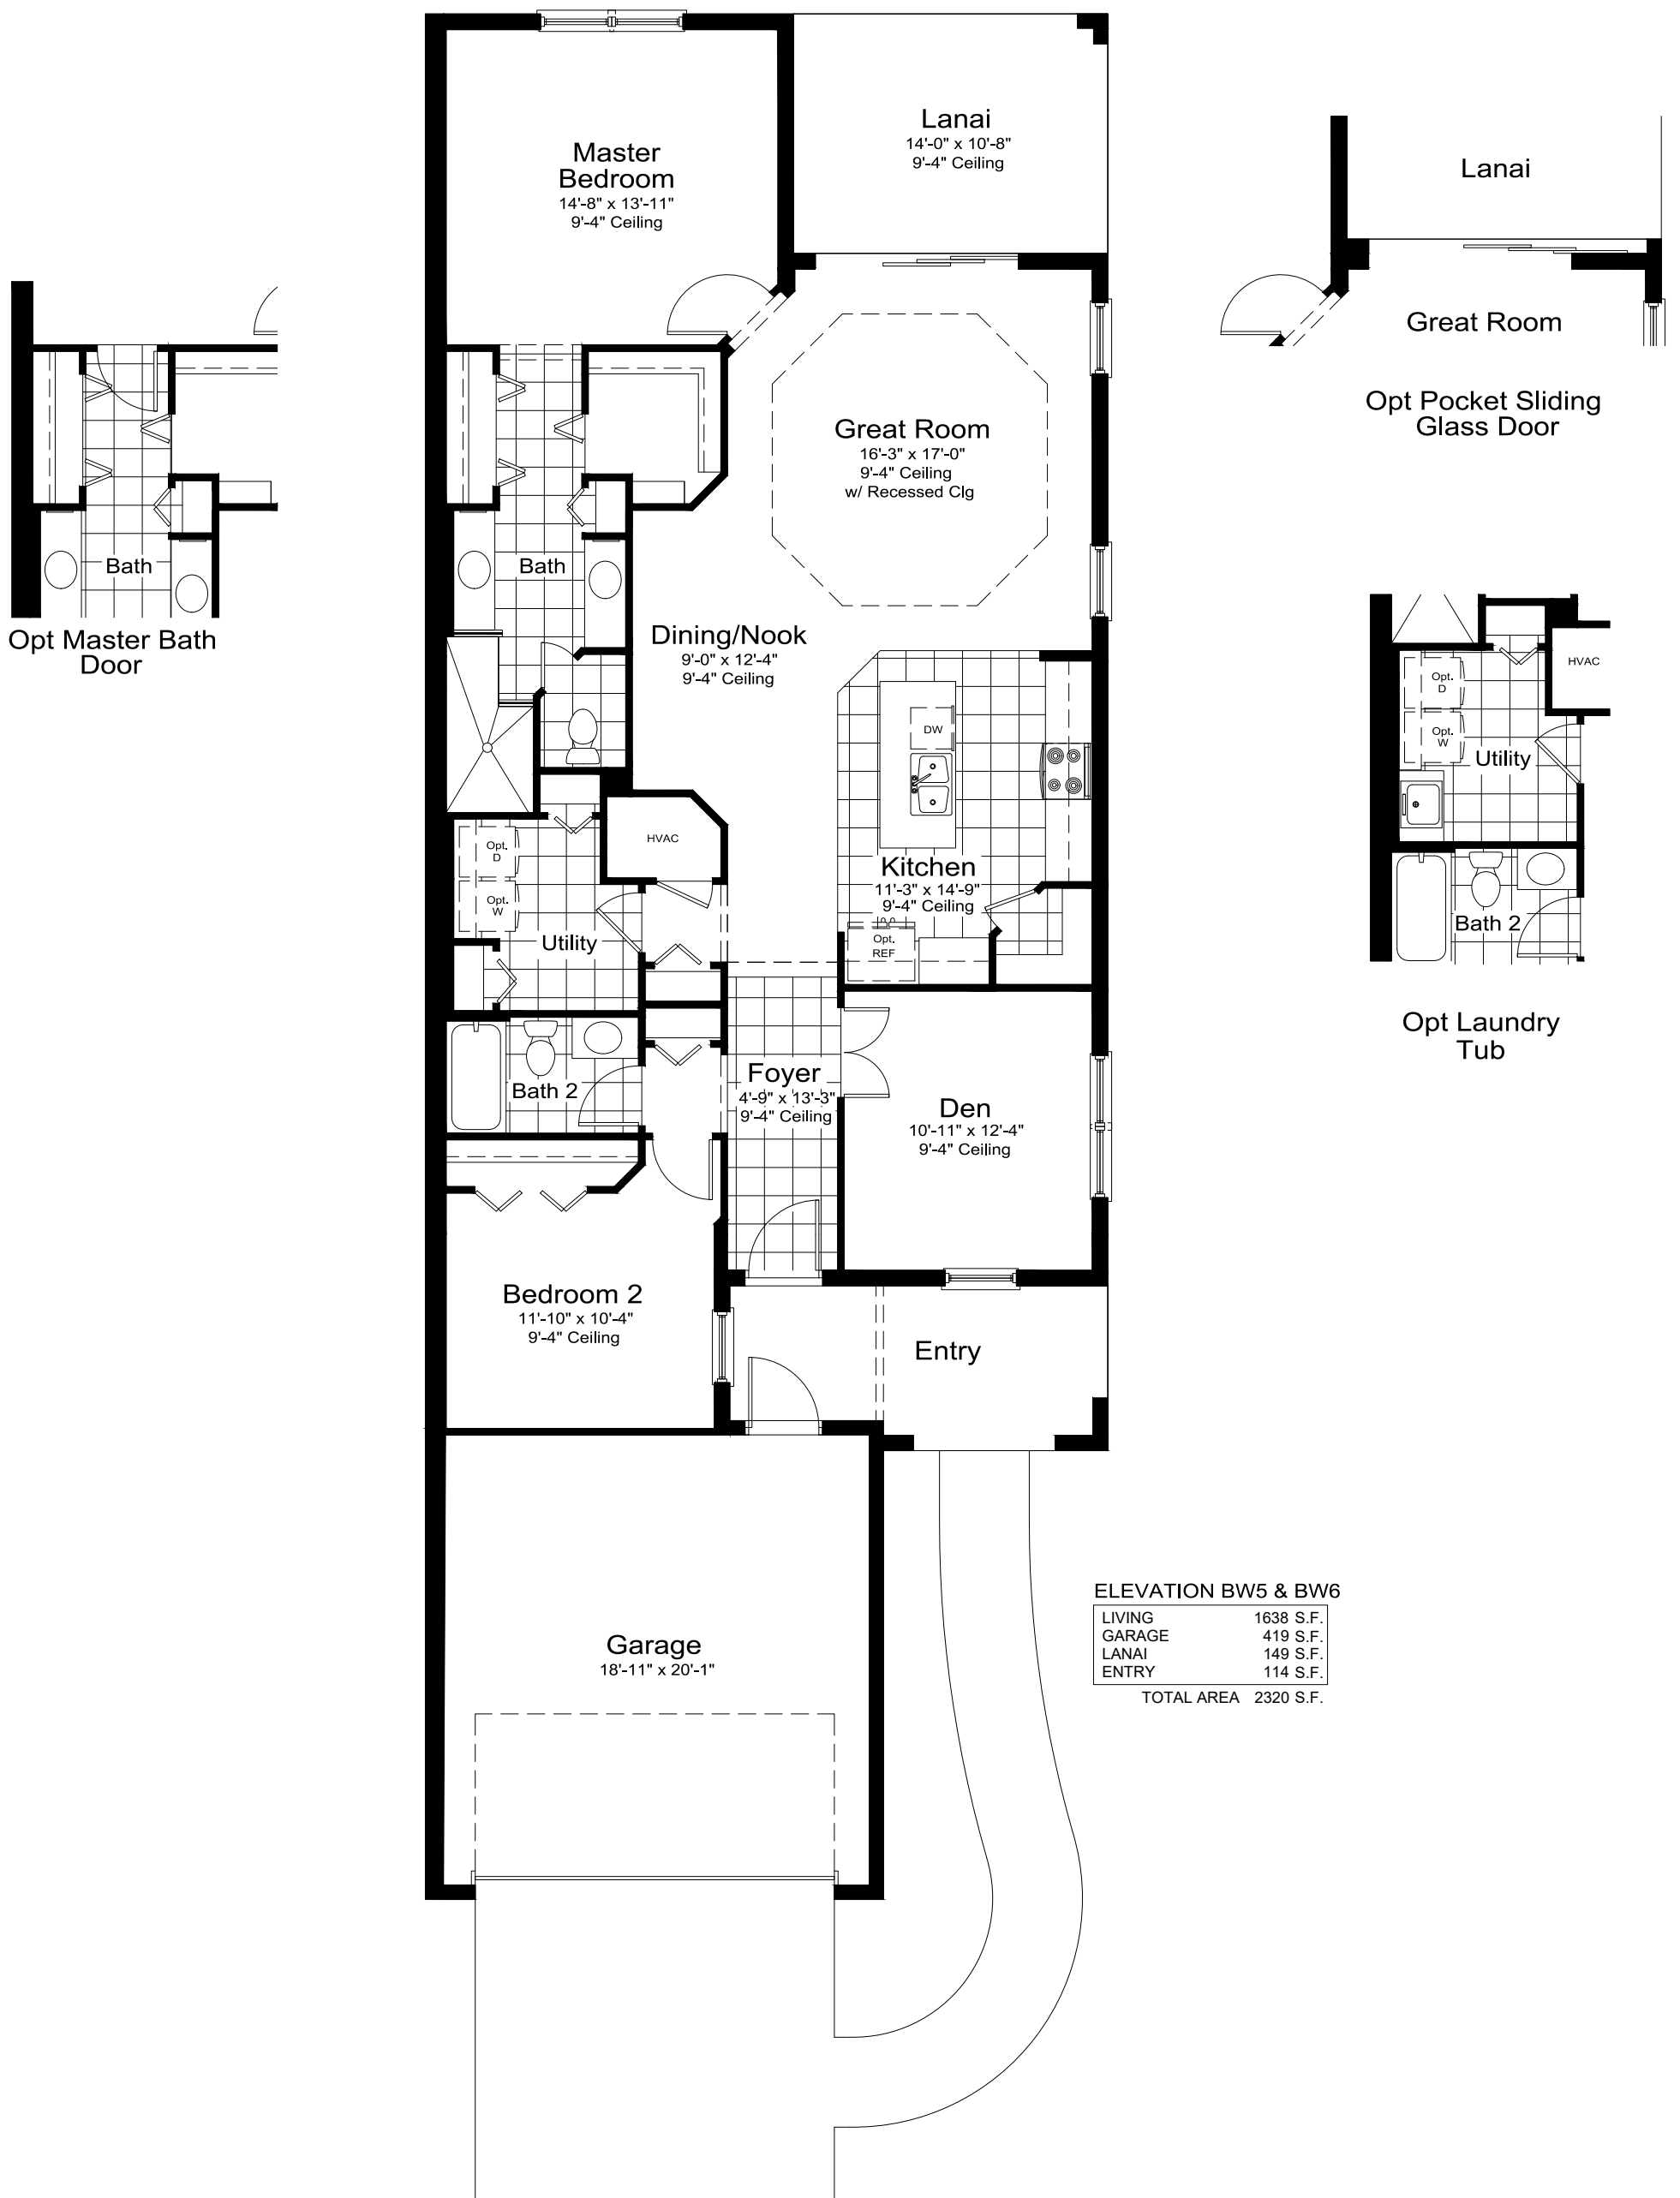 Lanai
14'-0" x 10'-8"
9'-4" Ceiling
Master
Bedroom
14'-8" x 13'-11"
9'-4" Ceiling
Lanai
Great Room
Opt Pocket Sliding
Glass Door
Great Room
16'-3" x 17'-0"
9'-4" Ceiling
w/ Recessed Clg
Bath
Opt Master Bath
Door
Bath
Dining/Nook
9'-0" x 12'-4"
9'-4" Ceiling
DW
HVAC
Kitchen
11'-3" x 14'-9"
9'-4" Ceiling
Opt.
REF
Opt.
D
Opt.
W
Utility
HVAC
Opt.
D
Opt.
W
Utility
Bath 2
Opt Laundry
Tub
Bath 2
Foyer
4'-9" x 13'-3"
9'-4" Ceiling
Den
10'-11" x 12'-4"
9'-4" Ceiling
Bedroom 2
11'-10" x 10'-4"
9'-4" Ceiling
Entry
Garage
18'-11" x 20'-1"
ELEVATION BW5 & BW6
LIVING 1638 S.F.
GARAGE 419 S.F.
LANAI 149 S.F.
ENTRY 114 S.F.
TOTAL AREA 2320 S.F.